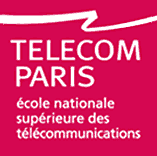 TELECOM
PARIS
école nationale
supérieure des
télécommunications